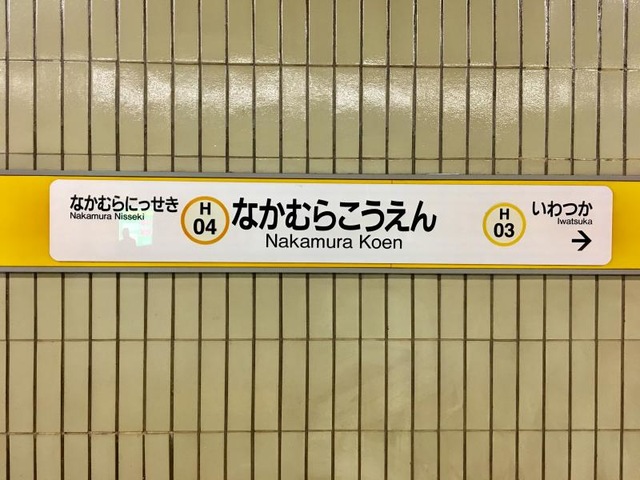 なかむらにっせき
Nakamura Nisseki
H
04
なかむらこうえん
Nakamura Koen
H
03
いわつか
Iwatsuka
→